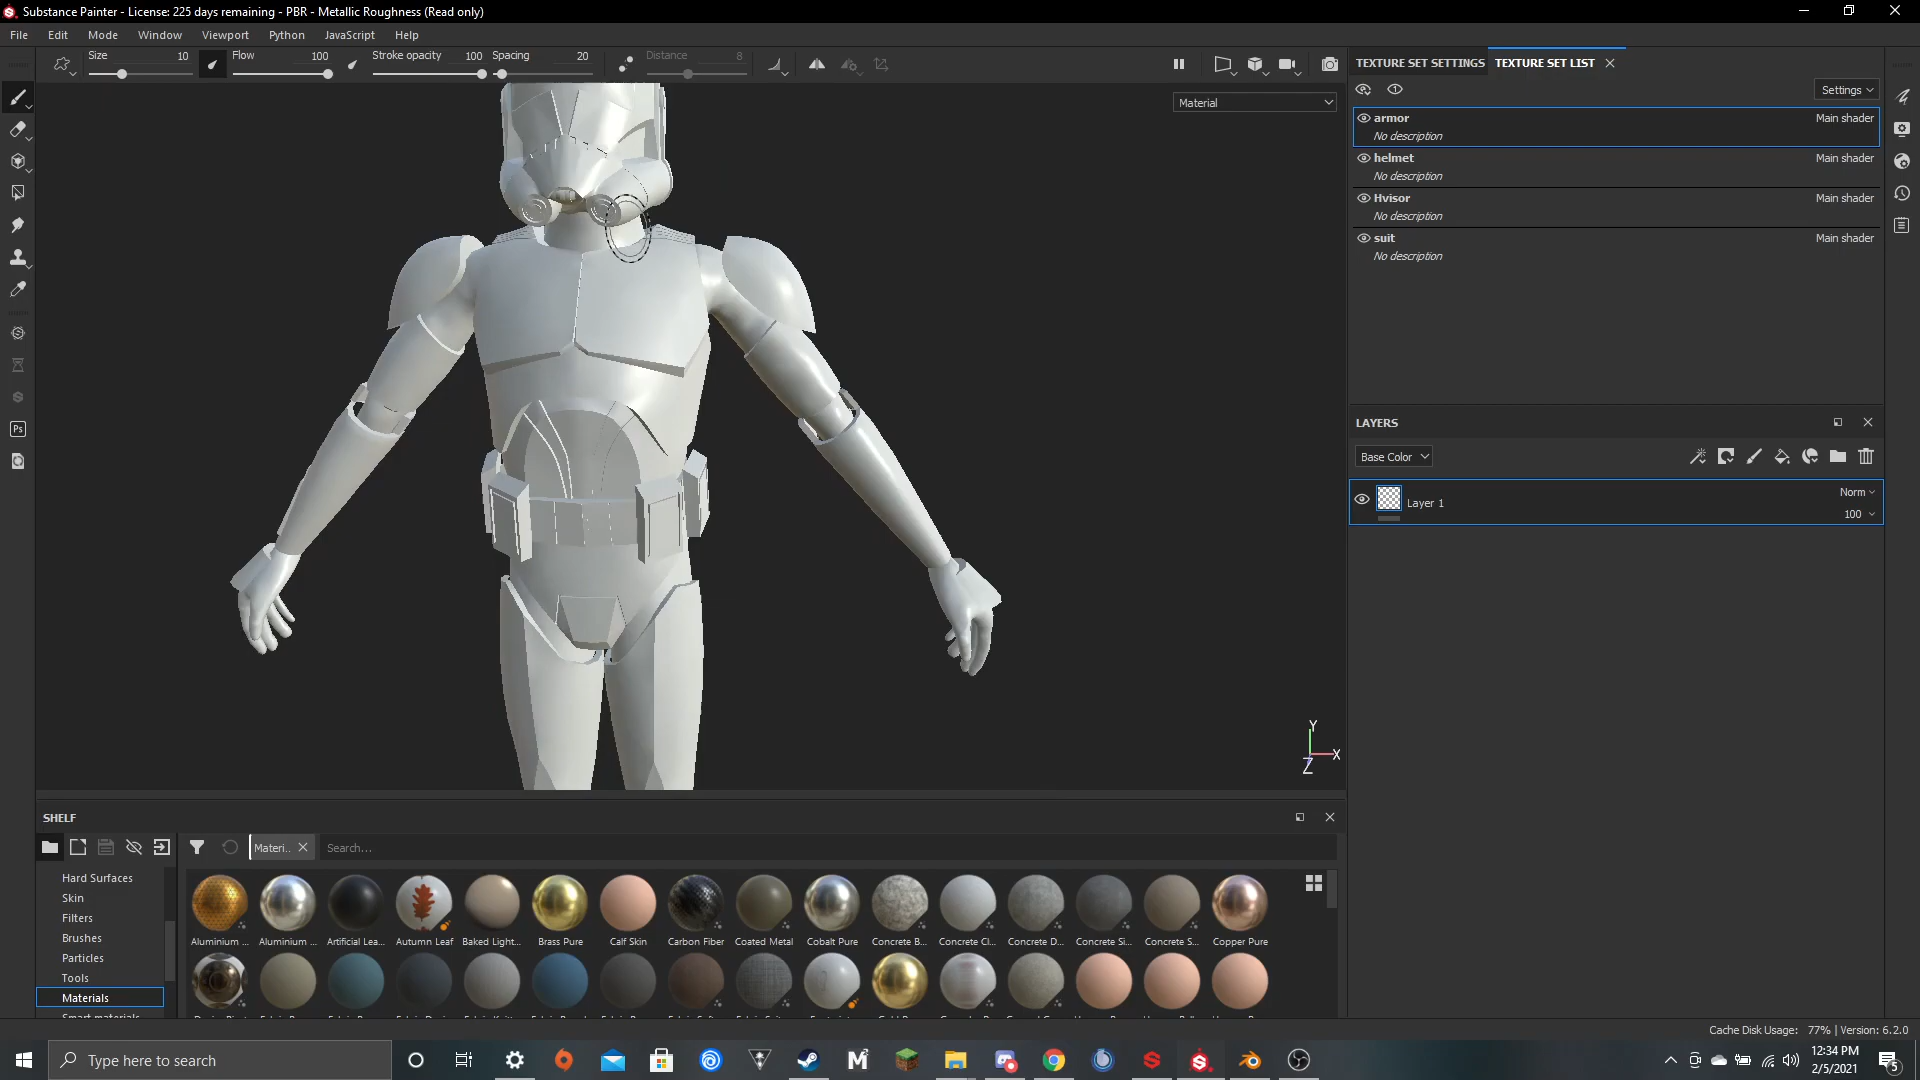 Substance Painter - License: 225 days remaining - PBR - Metallic Roughness (Read only)
File Edit Mode Window Viewport Python JavaScript Help
Size 10 Flow 100 Stroke opacity 100 Spacing 20 Distance 8
Material
TEXTURE SET SETTINGS TEXTURE SET LIST
Settings
armor Main shader
No description
helmet Main shader
No description
Hvisor Main shader
No description
suit Main shader
No description
LAYERS
Base Color
Layer 1 Norm
100
Ps
Y
X
Z
SHELF
Materi.. Search...
Hard Surfaces
Skin
Filters
Brushes
Particles
Tools
Materials
Smart materials
Aluminium ... Aluminium ... Artificial Lea... Autumn Leaf Baked Light... Brass Pure Calf Skin Carbon Fiber Coated Metal Cobalt Pure Concrete B... Concrete Cl... Concrete D... Concrete Si... Concrete S... Copper Pure
Cache Disk Usage: 77% | Version: 6.2.0
Type here to search
12:34 PM
2/5/2021
5